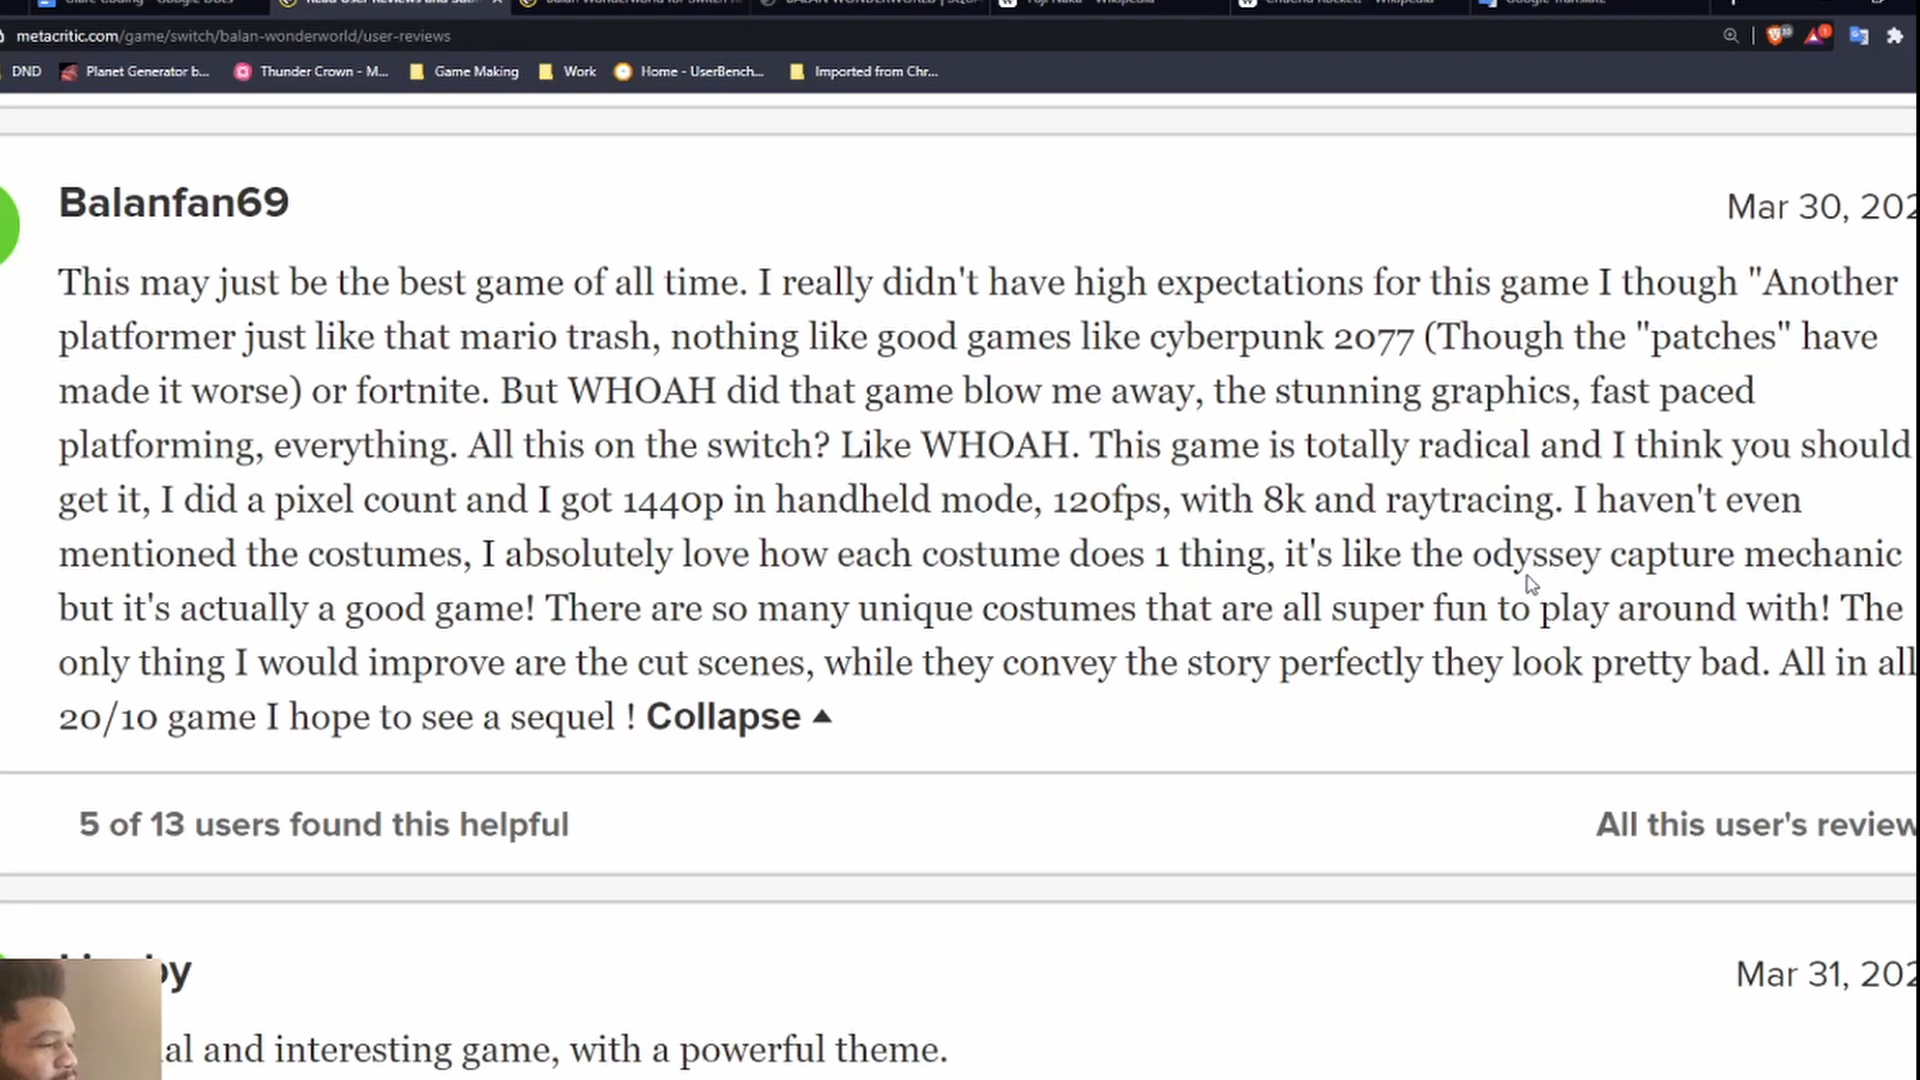 metacritic.com/game/switch/balan-wonderworld/user-reviews
DND Planet Generator b... Thunder Crown - M... Game Making Work Home - UserBench... Imported from Chr...
Balanfan69
Mar 30, 202
This may just be the best game of all time. I really didn't have high expectations for this game I though "Another
platformer just like that mario trash, nothing like good games like cyberpunk 2077 (Though the "patches" have
made it worse) or fortnite. But WHOAH did that game blow me away, the stunning graphics, fast paced
platforming, everything. All this on the switch? Like WHOAH. This game is totally radical and I think you should
get it, I did a pixel count and I got 1440p in handheld mode, 120fps, with 8k and raytracing. I haven't even
mentioned the costumes, I absolutely love how each costume does 1 thing, it's like the odyssey capture mechanic
but it's actually a good game! There are so many unique costumes that are all super fun to play around with! The
only thing I would improve are the cut scenes, while they convey the story perfectly they look pretty bad. All in all
20/10 game I hope to see a sequel ! Collapse ▲
5 of 13 users found this helpful
All this user's review
by
Mar 31, 202
al and interesting game, with a powerful theme.